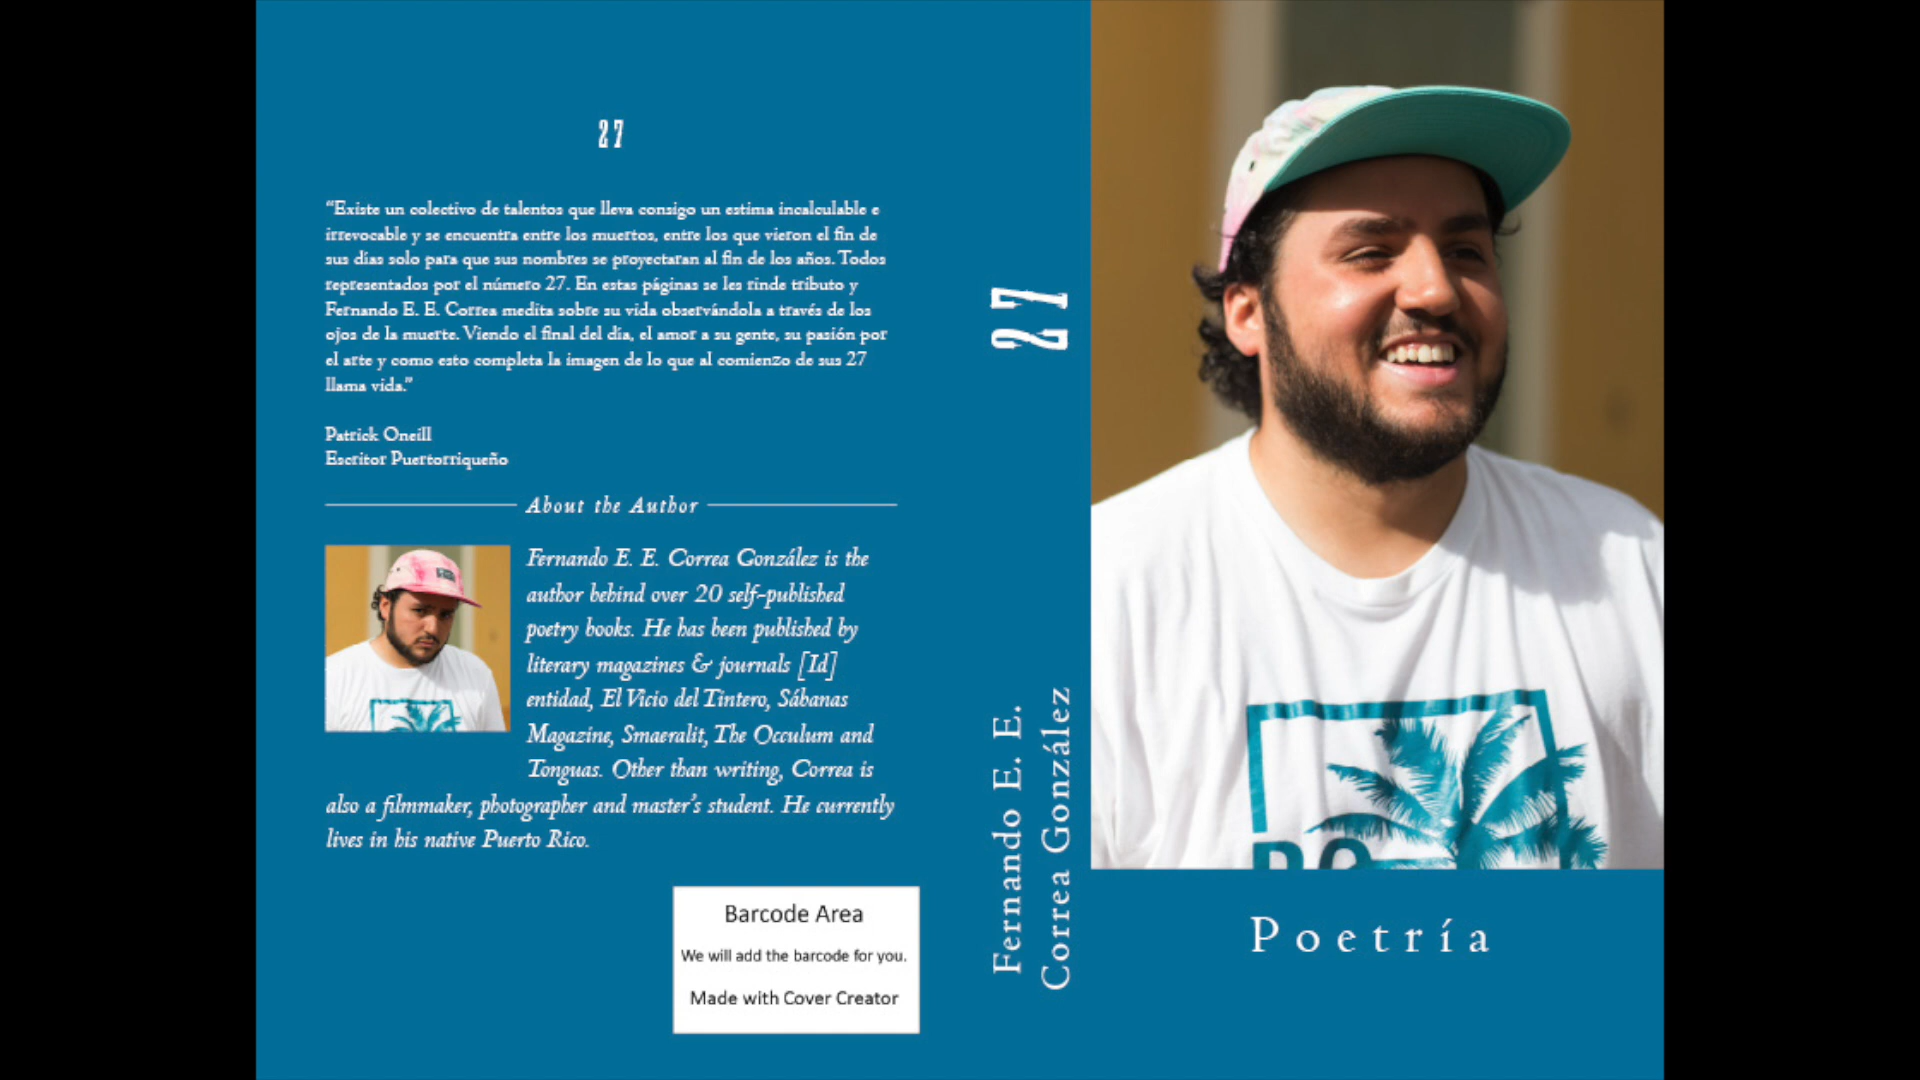 27
“Existe un colectivo de talentos que lleva consigo un estima incalculable e
irrevocable y se encuentra entre los muertos, entre los que vieron el fin de
sus días solo para que sus nombres se proyectaran al fin de los años. Todos
representados por el número 27. En estas páginas se les rinde tributo y
Fernando E. E. Correa medita sobre su vida observándola a través de los
ojos de la muerte. Viendo el final del día, el amor a su gente, su pasión por
el arte y como esto completa la imagen de lo que al comienzo de sus 27
llama vida.”
Patrick Oneill
Escritor Puertorriqueño
About the Author
Fernando E. E. Correa González is the
author behind over 20 self-published
poetry books. He has been published by
literary magazines & journals [Id]
entidad, El Vicio del Tintero, Sábanas
Magazine, Smaeralit, The Occulum and
Tonguas. Other than writing, Correa is
also a filmmaker, photographer and master’s student. He currently
lives in his native Puerto Rico.
Barcode Area
We will add the barcode for you.
Made with Cover Creator
27
Fernando E. E.
Correa González
Poetría